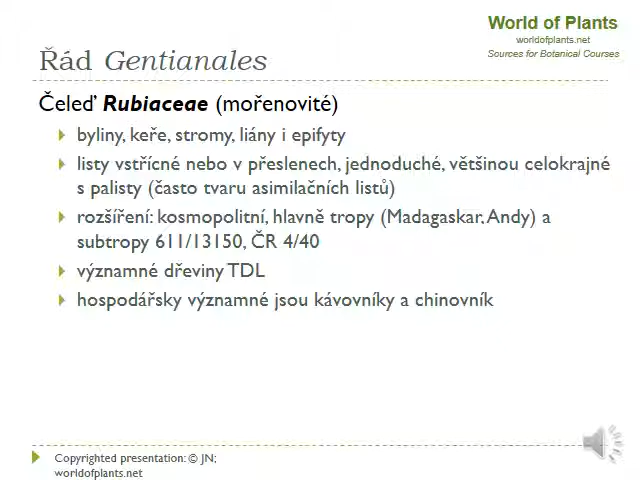 World of Plants
worldofplants.net
Sources for Botanical Courses
Řád Gentianales
Čeleď Rubiaceae (mořenovité)
byliny, keře, stromy, liány i epifyty
listy vstřícné nebo v přeslenech, jednoduché, většinou celokrajné
s palisty (často tvaru asimilačních listů)
rozšíření: kosmopolitní, hlavně tropy (Madagaskar, Andy) a
subtropy 611/13150, ČR 4/40
významné dřeviny TDL
hospodářsky významné jsou kávovníky a chinovník
Copyrighted presentation: © JN;
worldofplants.net